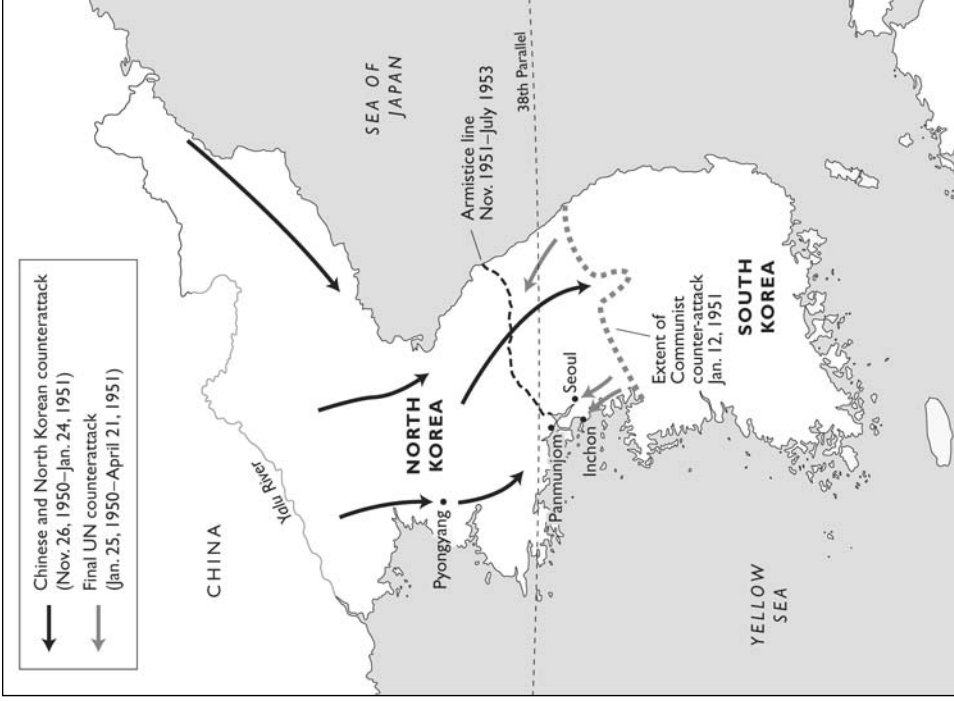 Chinese and North Korean counterattack
(Nov. 26, 1950–Jan. 24, 1951)
Final UN counterattack
(Jan. 25, 1950–April 21, 1951)
CHINA
Yalu River
SEA OF
JAPAN
Armistice line
Nov. 1951–July 1953
38th Parallel
NORTH
KOREA
Pyongyang
Panmunjom
Seoul
Inchon
Extent of
Communist
counter-attack
Jan. 12, 1951
SOUTH
KOREA
YELLOW
SEA